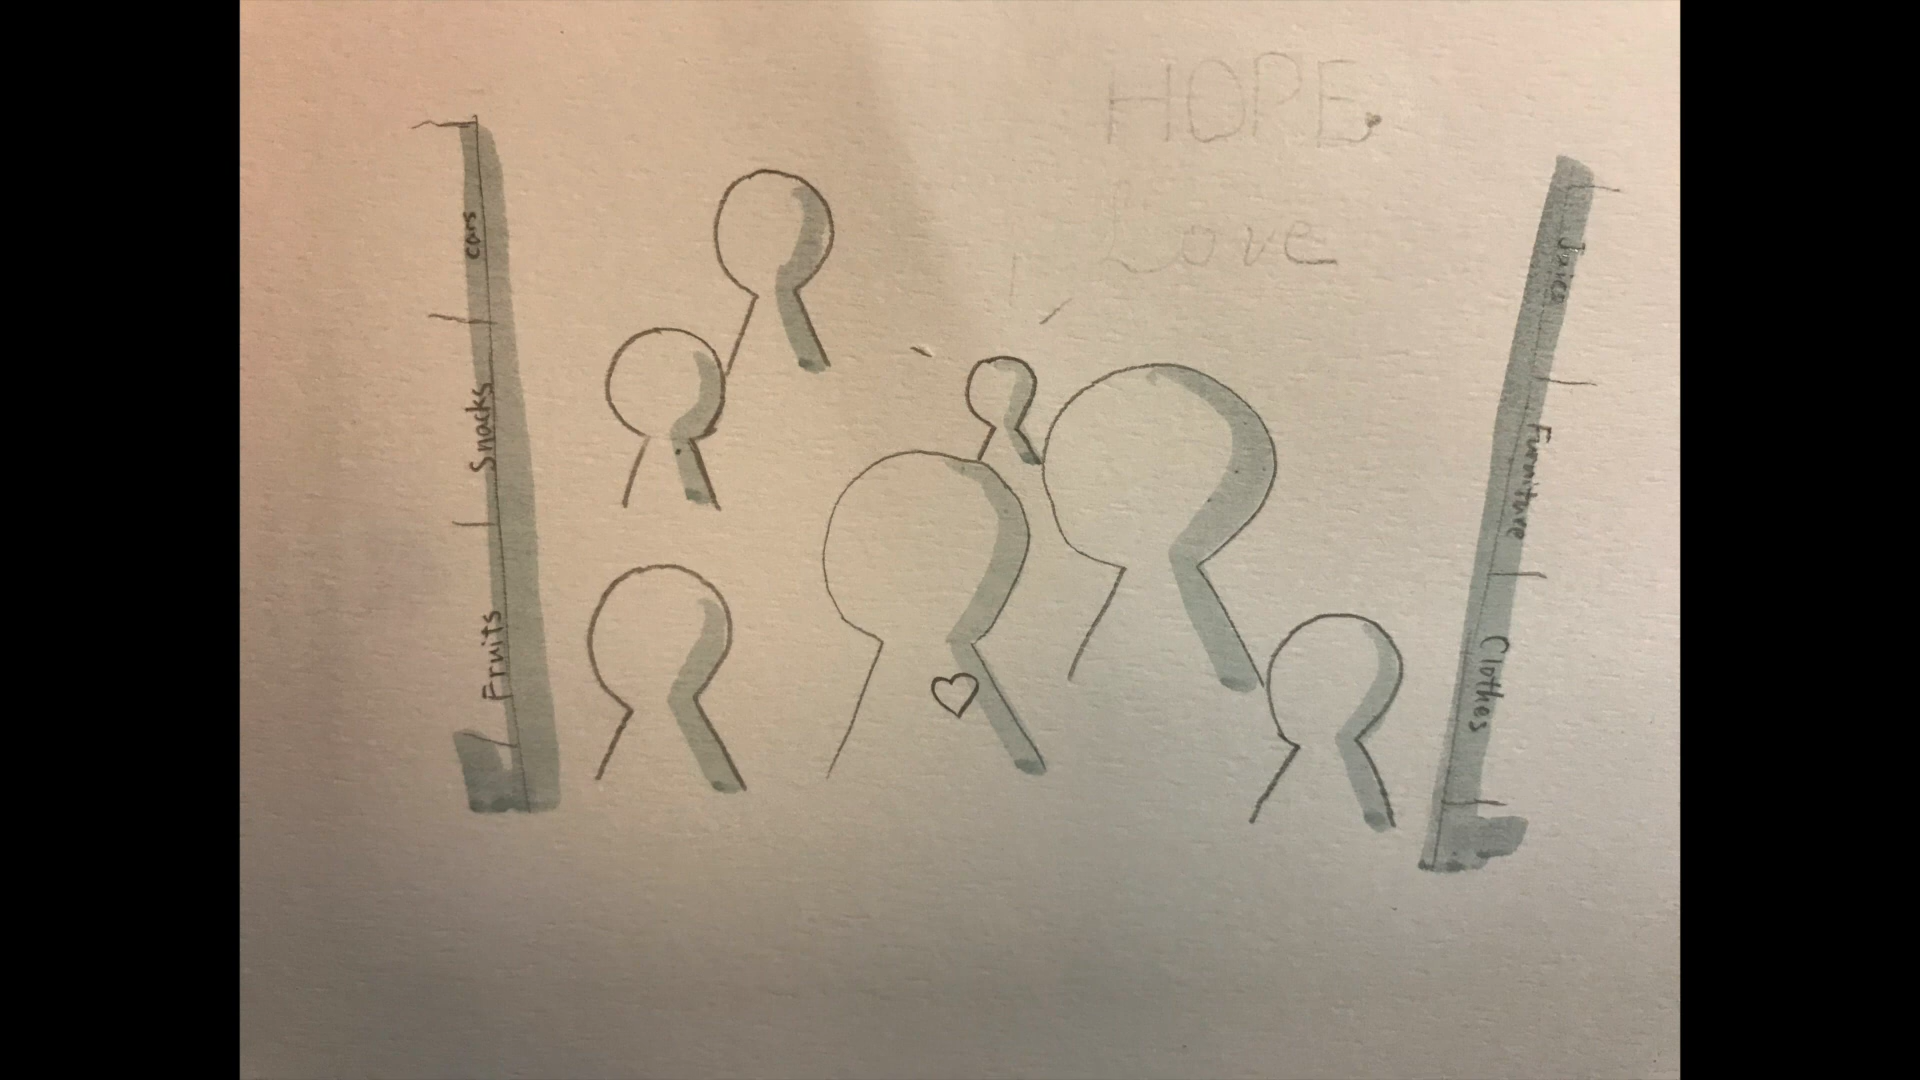 HOPE
Love
cars
Snacks
Fruits
Juice
Furniture
Clothes